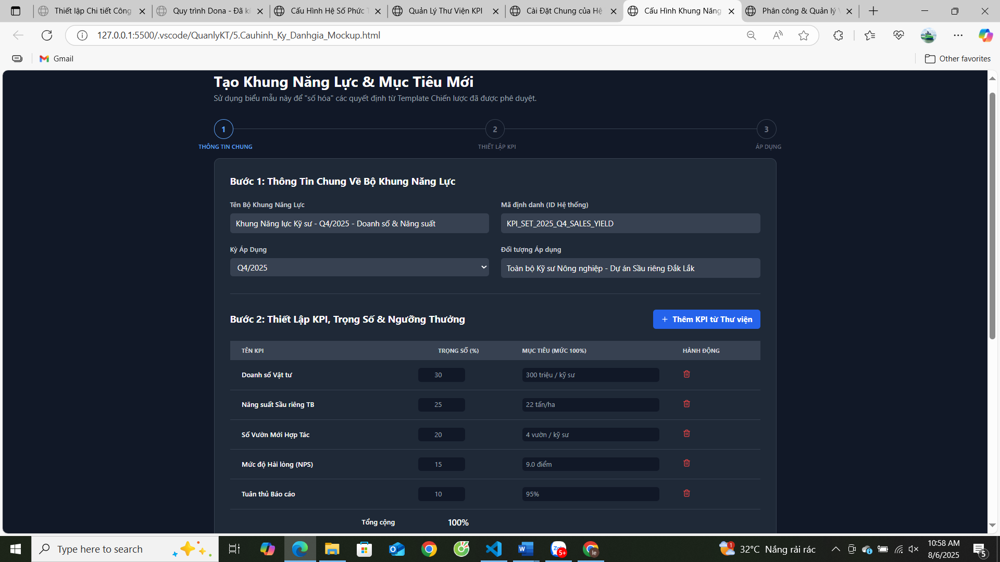 Thiết lập Chi tiết Công
Quy trình Dona - Đã k
Cấu Hình Hệ Số Phức T
Quản Lý Thư Viện KPI
Cài Đặt Chung của Hệ
Cấu Hình Khung Năng
Phân công & Quản lý
127.0.0.1:5500/.vscode/QuanlyKT/5.Cauhinh_Ky_Danhgia_Mockup.html
Gmail
Other favorites
Tạo Khung Năng Lực & Mục Tiêu Mới
Sử dụng biểu mẫu này để "số hóa" các quyết định từ Template Chiến lược đã được phê duyệt.
1
2
3
THÔNG TIN CHUNG
THIẾT LẬP KPI
ÁP DỤNG
Bước 1: Thông Tin Chung Về Bộ Khung Năng Lực
Tên Bộ Khung Năng Lực
Mã định danh (ID Hệ thống)
Khung Năng lực Kỹ sư - Q4/2025 - Doanh số & Năng suất
KPI_SET_2025_Q4_SALES_YIELD
Kỳ Áp Dụng
Đối tượng Áp dụng
Q4/2025
Toàn bộ Kỹ sư Nông nghiệp - Dự án Sầu riêng Đắk Lắk
Bước 2: Thiết Lập KPI, Trọng Số & Ngưỡng Thưởng
+ Thêm KPI từ Thư viện
TÊN KPI TRỌNG SỐ (%) MỤC TIÊU (MỨC 100%) HÀNH ĐỘNG
Doanh số Vật tư 30 300 triệu / kỹ sư
Năng suất Sầu riêng TB 25 22 tấn/ha
Số Vườn Mới Hợp Tác 20 4 vườn / kỹ sư
Mức độ Hài lòng (NPS) 15 9.0 điểm
Tuân thủ Báo cáo 10 95%
Tổng cộng 100%
Type here to search
5+
1
32°C Nắng rải rác
10:58 AM
8/6/2025
5